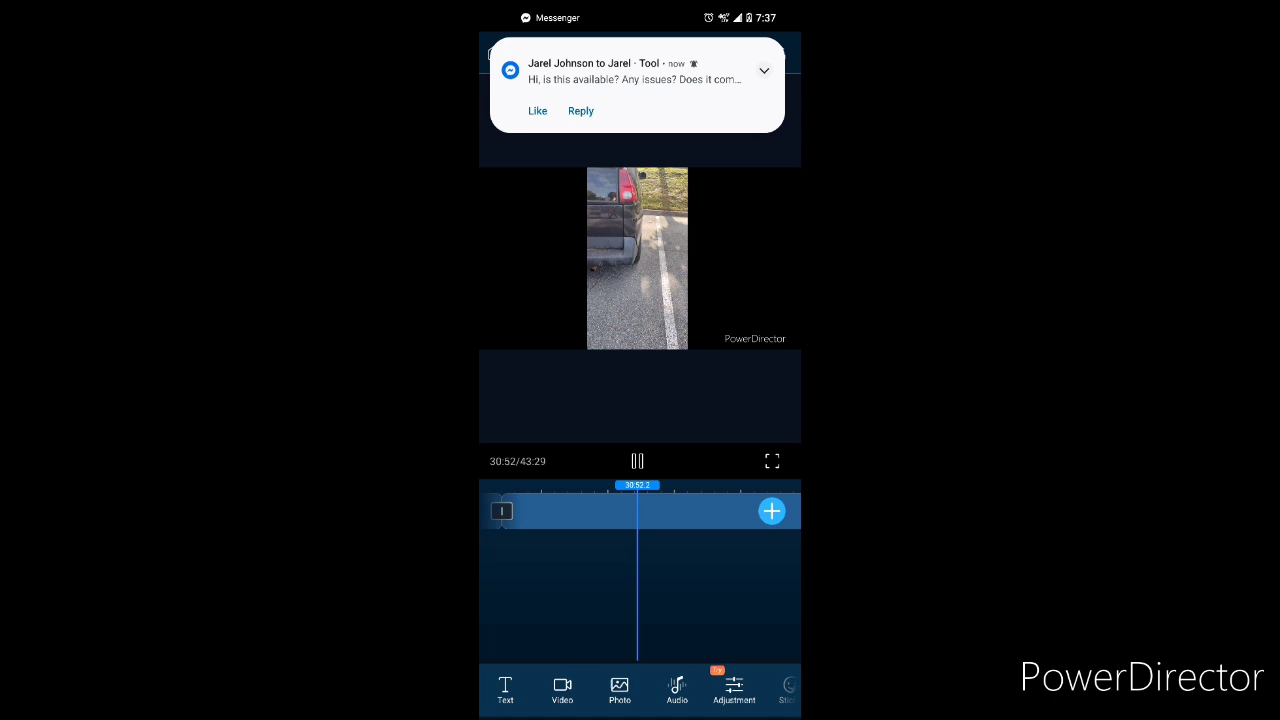 Messenger
7:37
Jarel Johnson to Jarel · Tool • now
Hi, is this available? Any issues? Does it com...
Like Reply
PowerDirector
30:52/43:29
30:52.2
Try
Text Video Photo Audio Adjustment
PowerDirector